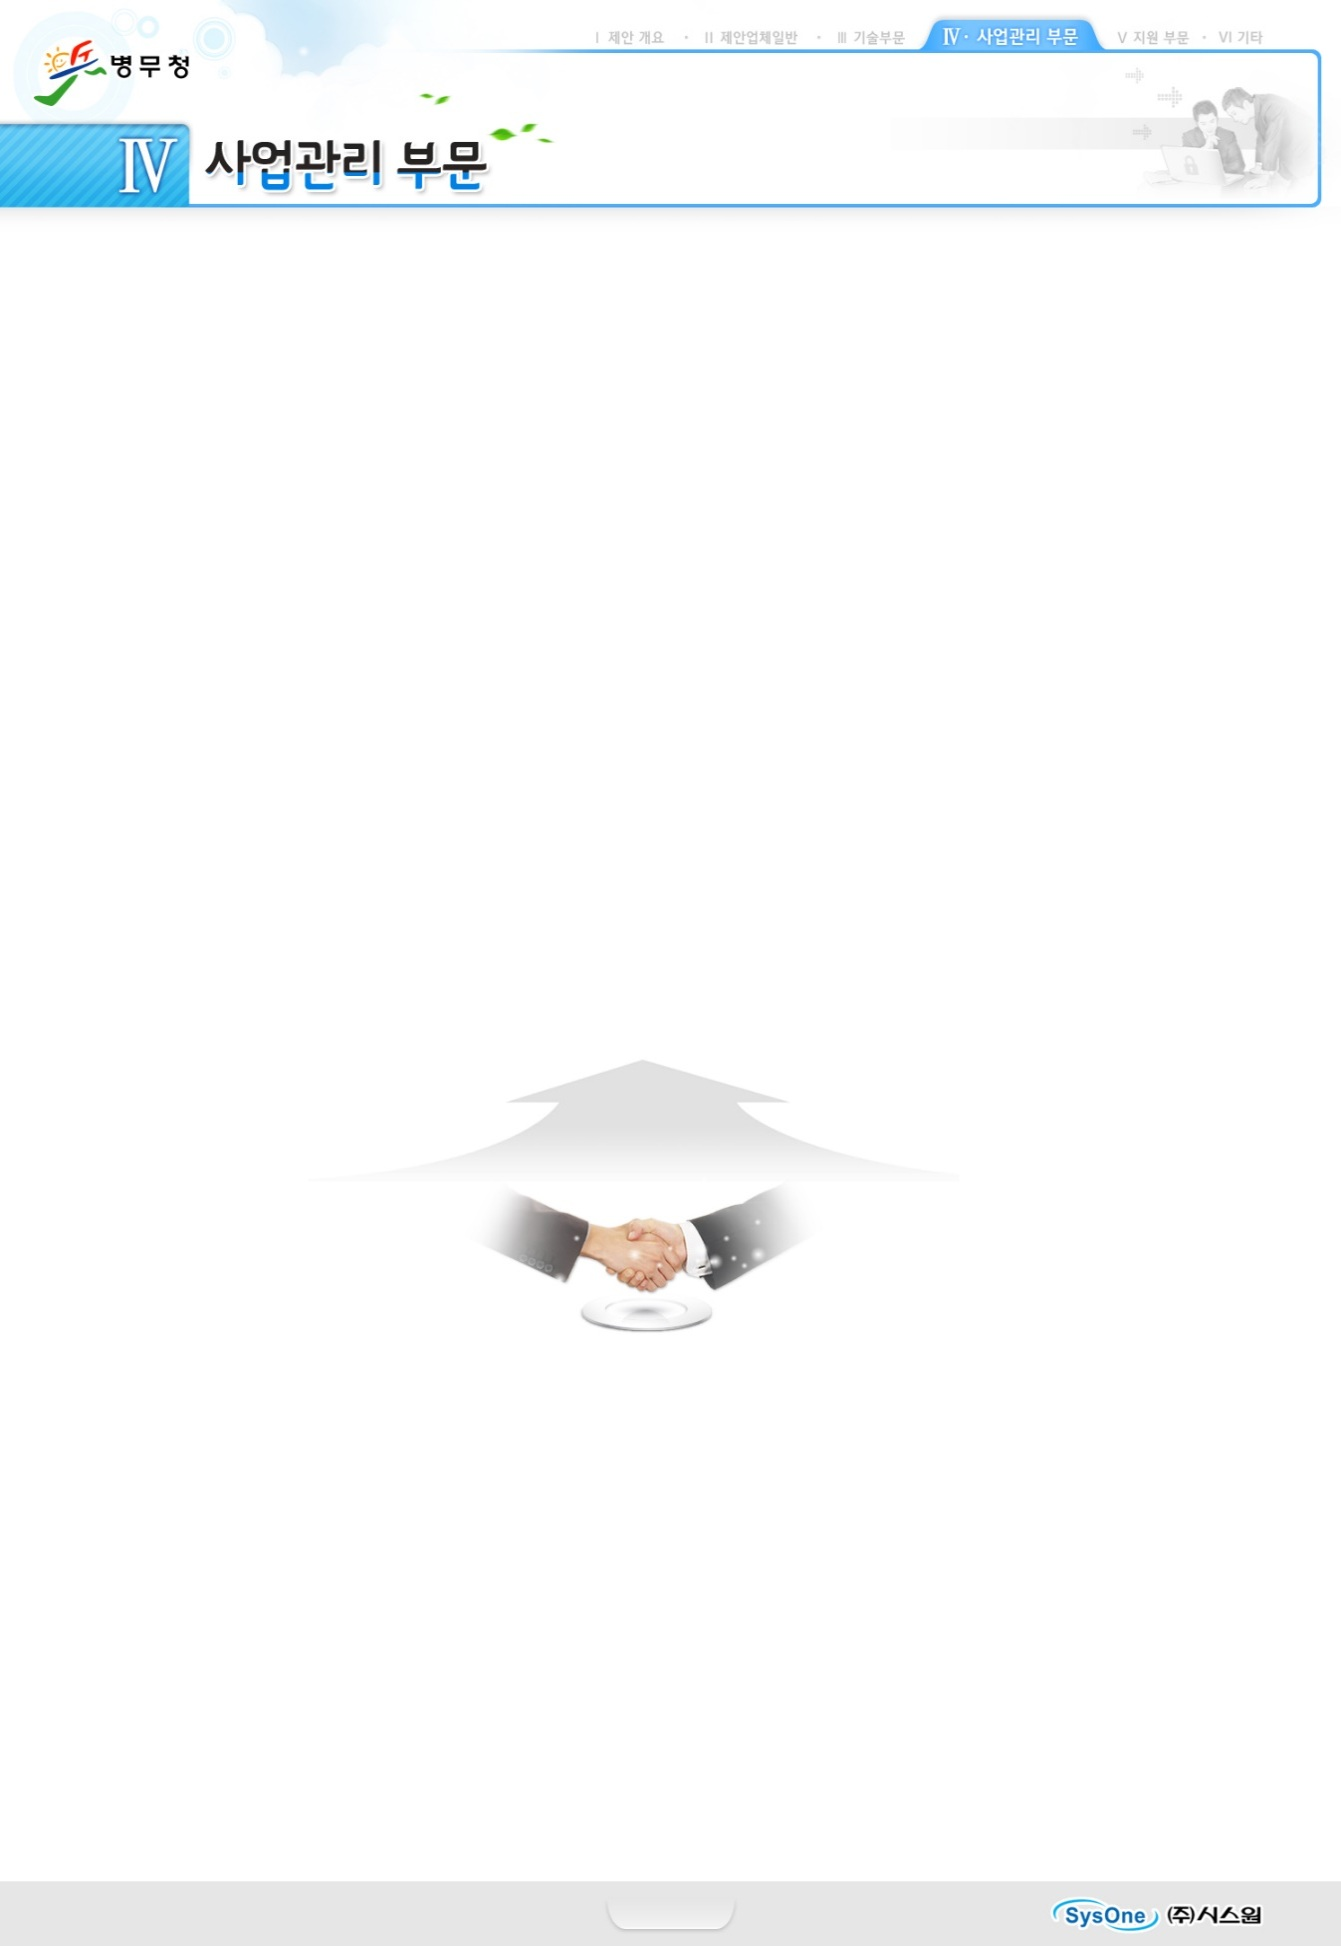 Ⅰ 제안 개요 • Ⅱ 제안업체일반 • Ⅲ 기술부문 Ⅳ· 사업관리 부문 Ⅴ 지원 부문 • Ⅵ 기타
병무청
Ⅳ 사업관리 부문
SysOne (주)시스원